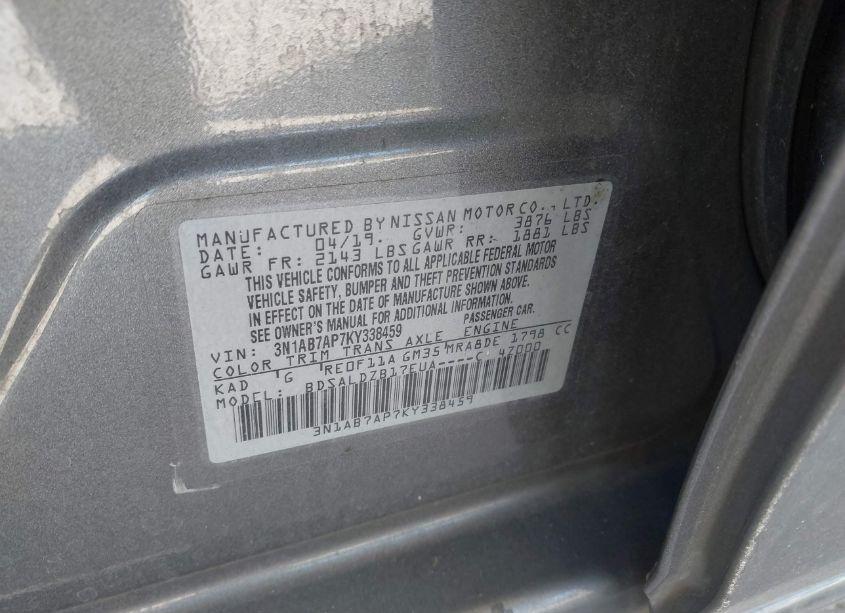 MANUFACTURED BY NISSAN MOTOR CO., LTD.
DATE: 04/19. GVWR: 3876 LBS
GAWR FR: 2143 LBS GAWR RR: 1881 LBS
THIS VEHICLE CONFORMS TO ALL APPLICABLE FEDERAL MOTOR
VEHICLE SAFETY, BUMPER AND THEFT PREVENTION STANDARDS
IN EFFECT ON THE DATE OF MANUFACTURE SHOWN ABOVE.
SEE OWNER'S MANUAL FOR ADDITIONAL INFORMATION.
VIN: 3N1AB7AP7KY338459 PASSENGER CAR.
COLOR TRIM TRANS AXLE ENGINE
KAD G RE0F11A GM35 MRA8DE 1798 CC
MODEL: BDSALDZB17EUA----C 47000
3N1AB7AP7KY338459